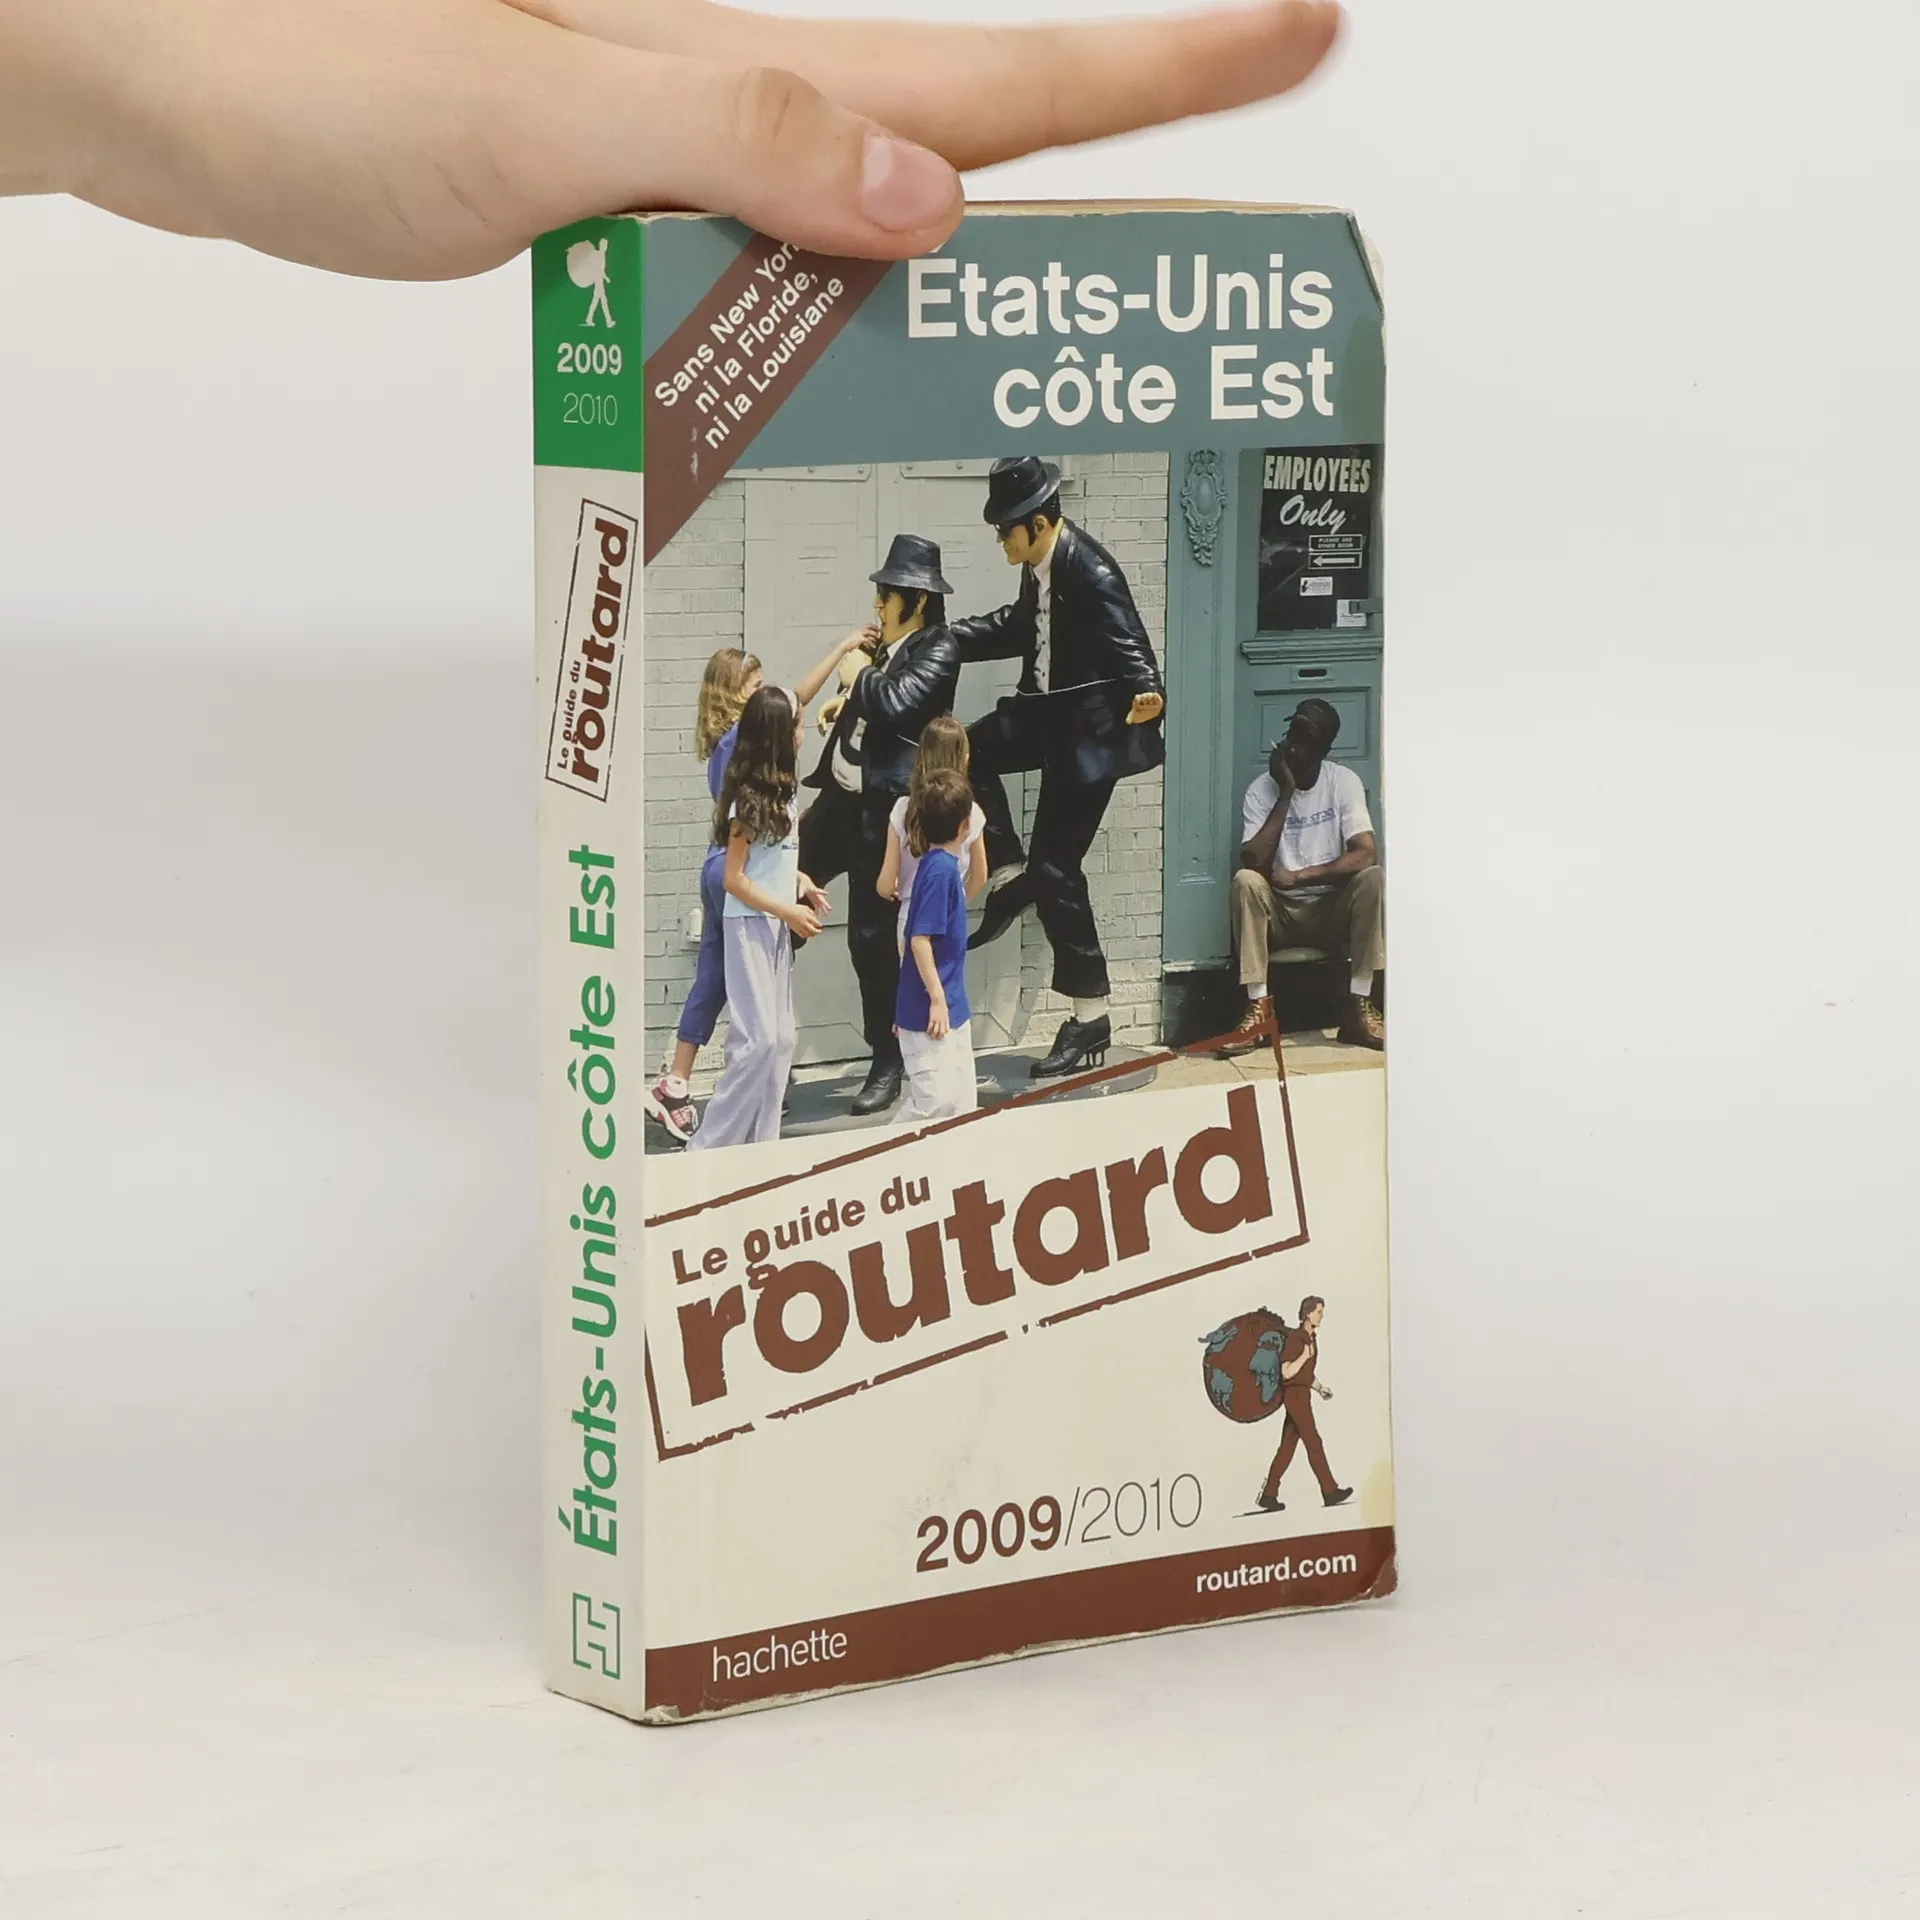 2009
2010
Le guide du
routard
États-Unis côte Est
Sans New York,
ni la Floride,
ni la Louisiane
États-Unis
côte Est
EMPLOYEES
Only
Le guide du
routard
2009/2010
routard.com
hachette